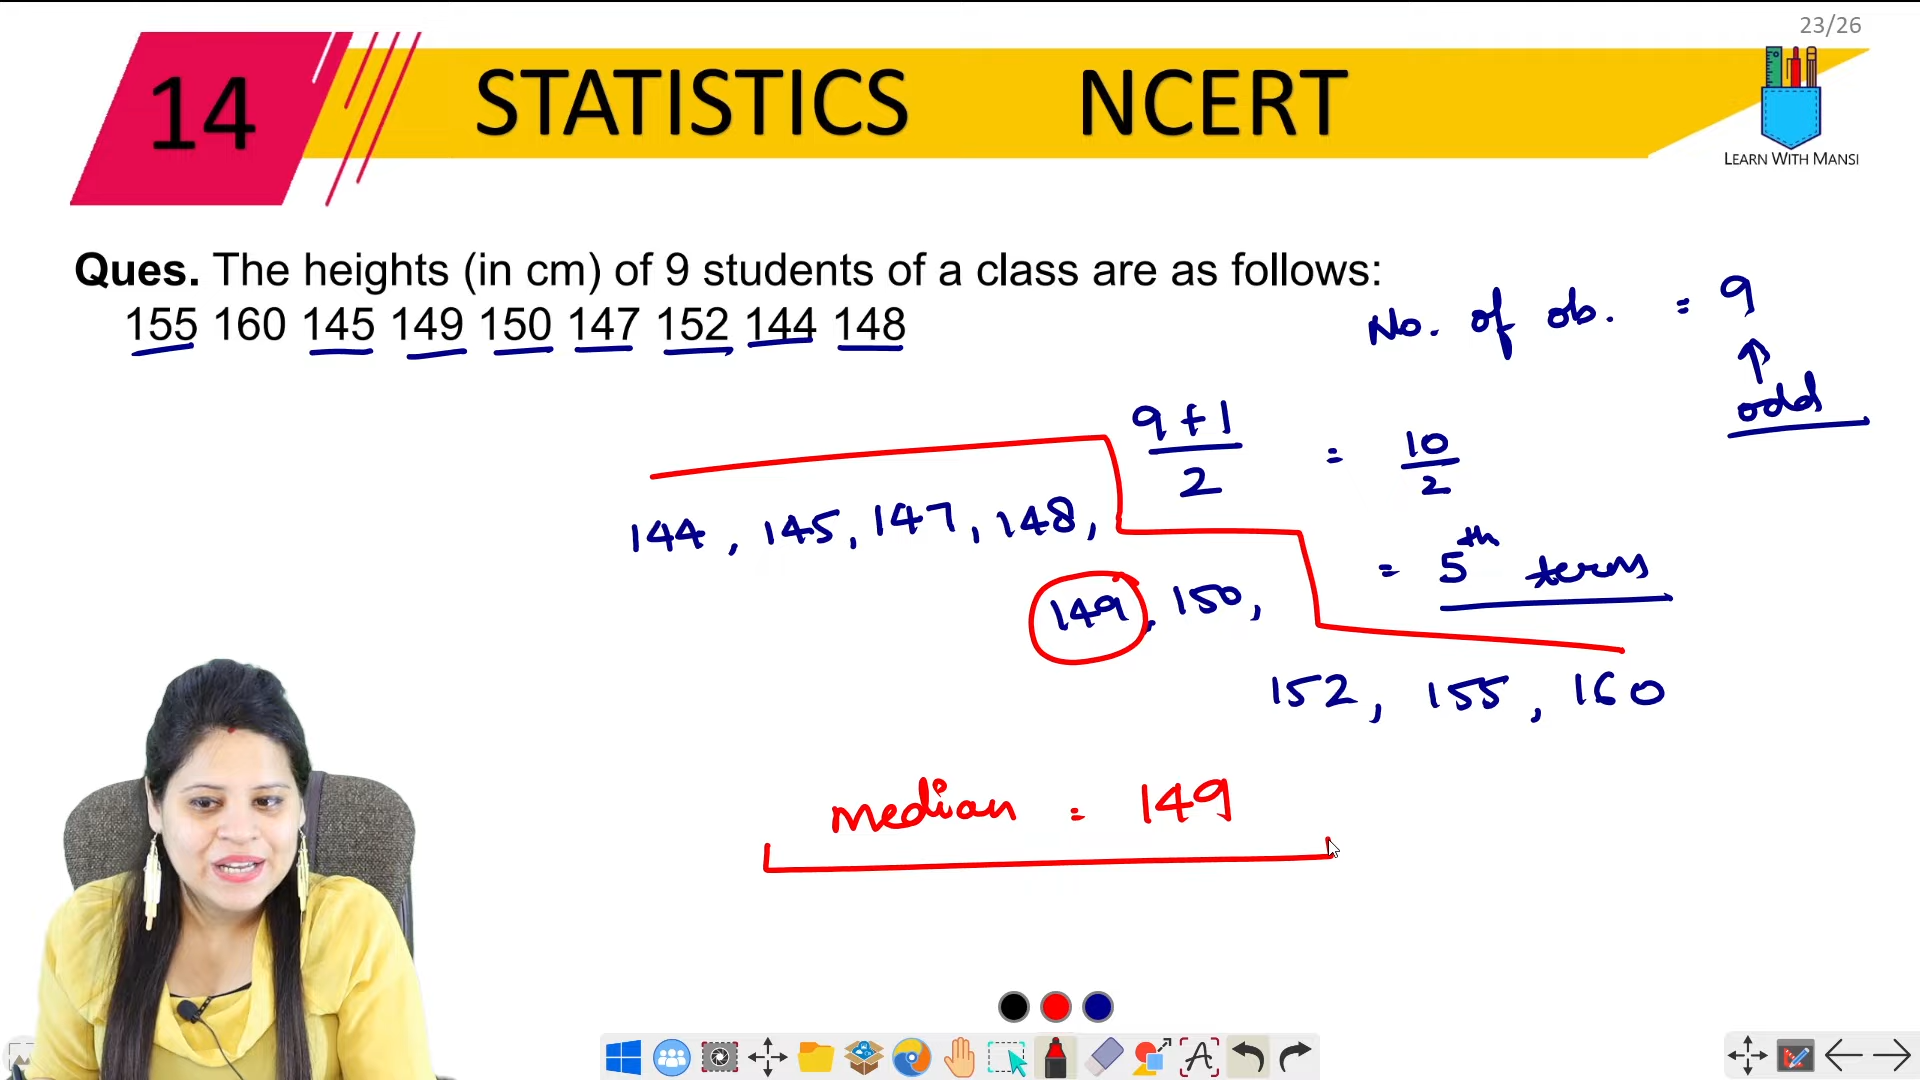 23/26
14 STATISTICS NCERT
LEARN WITH MANSI
Ques. The heights (in cm) of 9 students of a class are as follows:
155 160 145 149 150 147 152 144 148
No. of ob. = 9
odd
9+1/2 = 10/2
= 5th term
144, 145, 147, 148,
149, 150,
152, 155, 160
median = 149